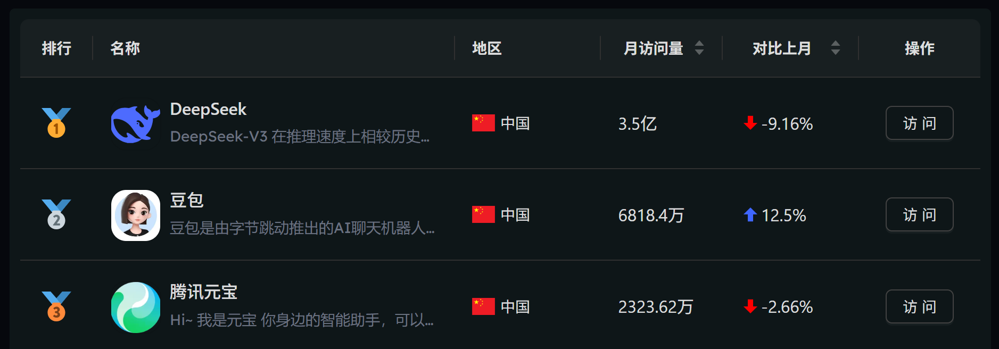 排行 名称 地区 月访问量 对比上月 操作
1 DeepSeek
DeepSeek-V3 在推理速度上相较历史...
中国 3.5亿 -9.16% 访问
2 豆包
豆包是由字节跳动推出的AI聊天机器人...
中国 6818.4万 12.5% 访问
3 腾讯元宝
Hi~ 我是元宝 你身边的智能助手，可以...
中国 2323.62万 -2.66% 访问